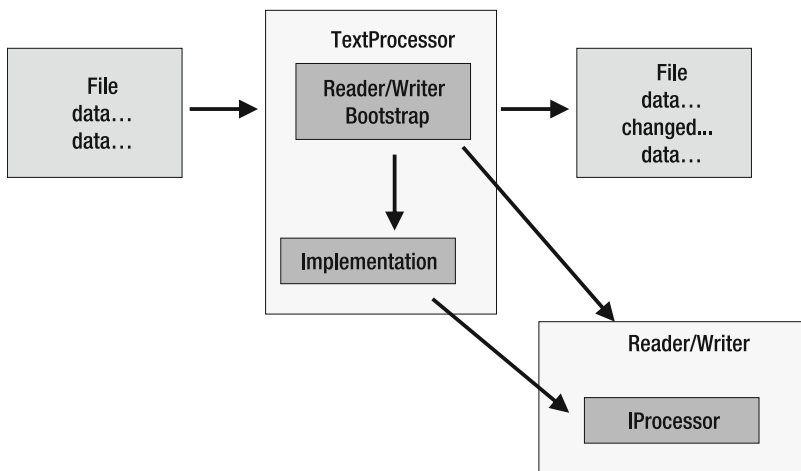 File
data…
data…
TextProcessor
Reader/Writer
Bootstrap
Implementation
File
data…
changed...
data…
Reader/Writer
IProcessor